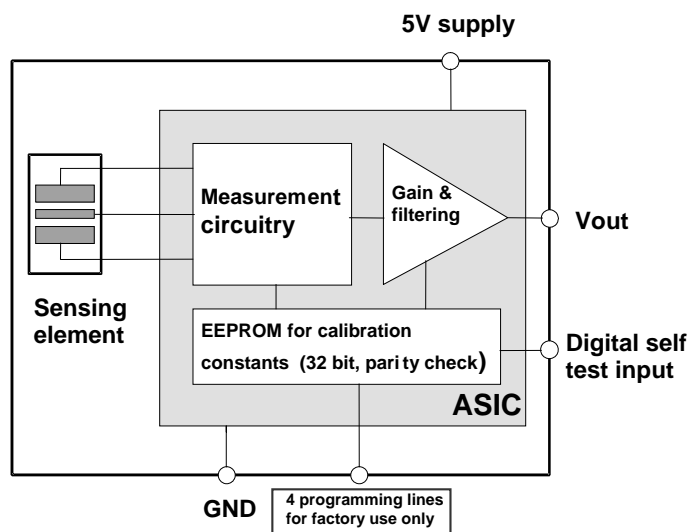 5V supply
Measurement
circuitry
Gain &
filtering
Vout
Sensing
element
EEPROM for calibration
constants (32 bit, parity check)
Digital self
test input
ASIC
GND
4 programming lines
for factory use only